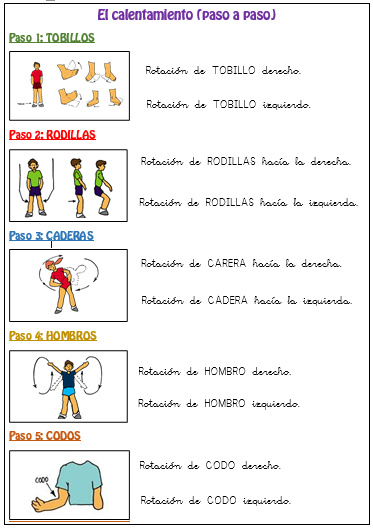 El calentamiento (paso a paso)
Paso 1: TOBILLOS
Rotación de TOBILLO derecho.
Rotación de TOBILLO izquierdo.
Paso 2: RODILLAS
Rotación de RODILLAS hacía la derecha.
Rotación de RODILLAS hacía la izquierda.
Paso 3: CADERAS
Rotación de CARERA hacía la derecha.
Rotación de CADERA hacía la izquierda.
Paso 4: HOMBROS
Rotación de HOMBRO derecho.
Rotación de HOMBRO izquierdo.
Paso 5: CODOS
CODO
Rotación de CODO derecho.
Rotación de CODO izquierdo.